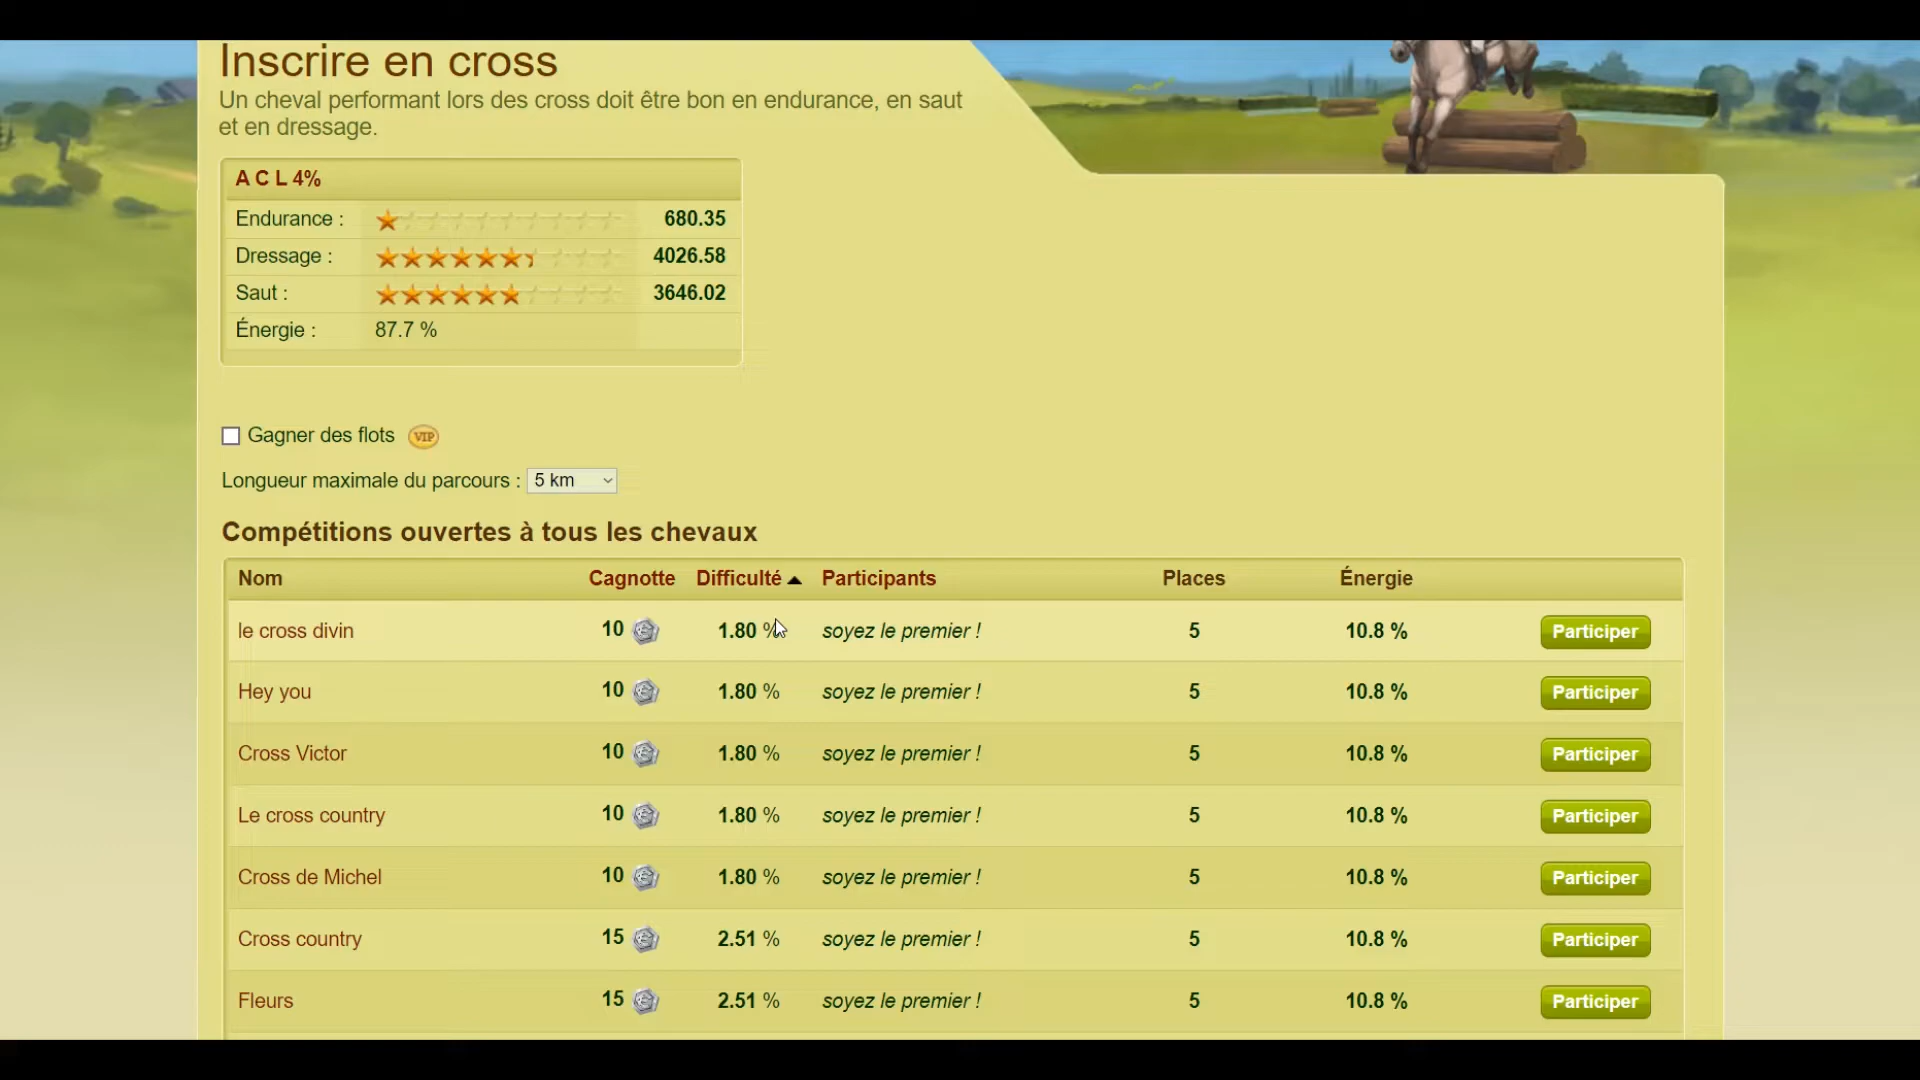 Inscrire en cross
Un cheval performant lors des cross doit être bon en endurance, en saut
et en dressage.
A C L 4%
Endurance : 680.35
Dressage : 4026.58
Saut : 3646.02
Énergie : 87.7 %
Gagner des flots VIP
Longueur maximale du parcours : 5 km
Compétitions ouvertes à tous les chevaux
Nom Cagnotte Difficulté Participants Places Énergie
le cross divin 10 1.80 % soyez le premier ! 5 10.8 % Participer
Hey you 10 1.80 % soyez le premier ! 5 10.8 % Participer
Cross Victor 10 1.80 % soyez le premier ! 5 10.8 % Participer
Le cross country 10 1.80 % soyez le premier ! 5 10.8 % Participer
Cross de Michel 10 1.80 % soyez le premier ! 5 10.8 % Participer
Cross country 15 2.51 % soyez le premier ! 5 10.8 % Participer
Fleurs 15 2.51 % soyez le premier ! 5 10.8 % Participer